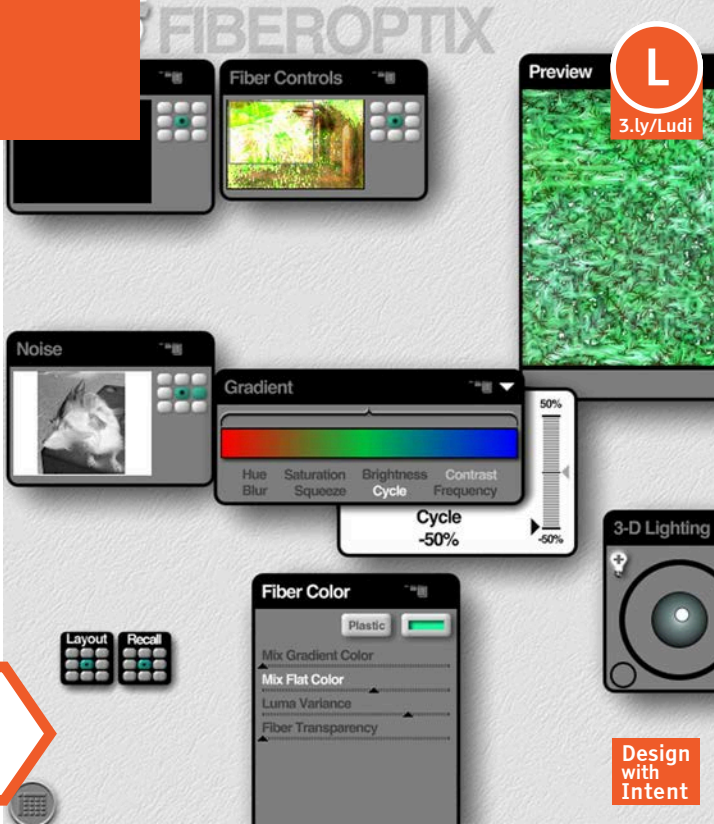 FIBEROPTIX
Fiber Controls
Preview
L
3.ly/Ludi
Noise
Gradient
50%
Hue Saturation Brightness Contrast
Blur Squeeze Cycle Frequency
Cycle
-50%
-50%
3-D Lighting
Fiber Color
Plastic
Layout Recall
Mix Gradient Color
Mix Flat Color
Luma Variance
Fiber Transparency
Design
with
Intent